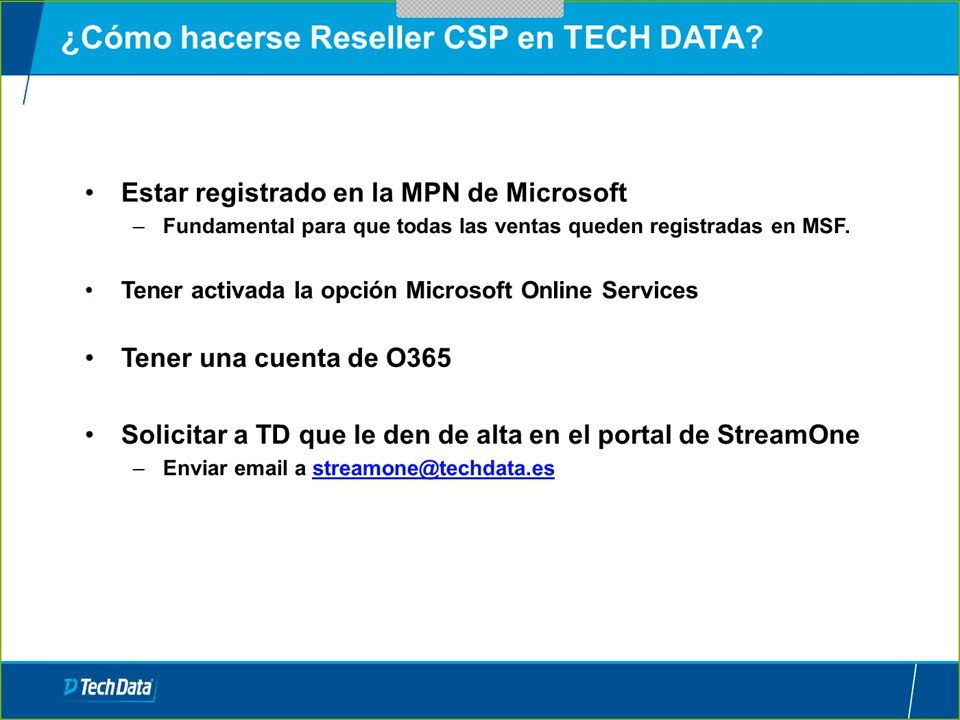 ¿Cómo hacerse Reseller CSP en TECH DATA?
• Estar registrado en la MPN de Microsoft
– Fundamental para que todas las ventas queden registradas en MSF.
• Tener activada la opción Microsoft Online Services
• Tener una cuenta de O365
• Solicitar a TD que le den de alta en el portal de StreamOne
– Enviar email a streamone@techdata.es
Tech Data